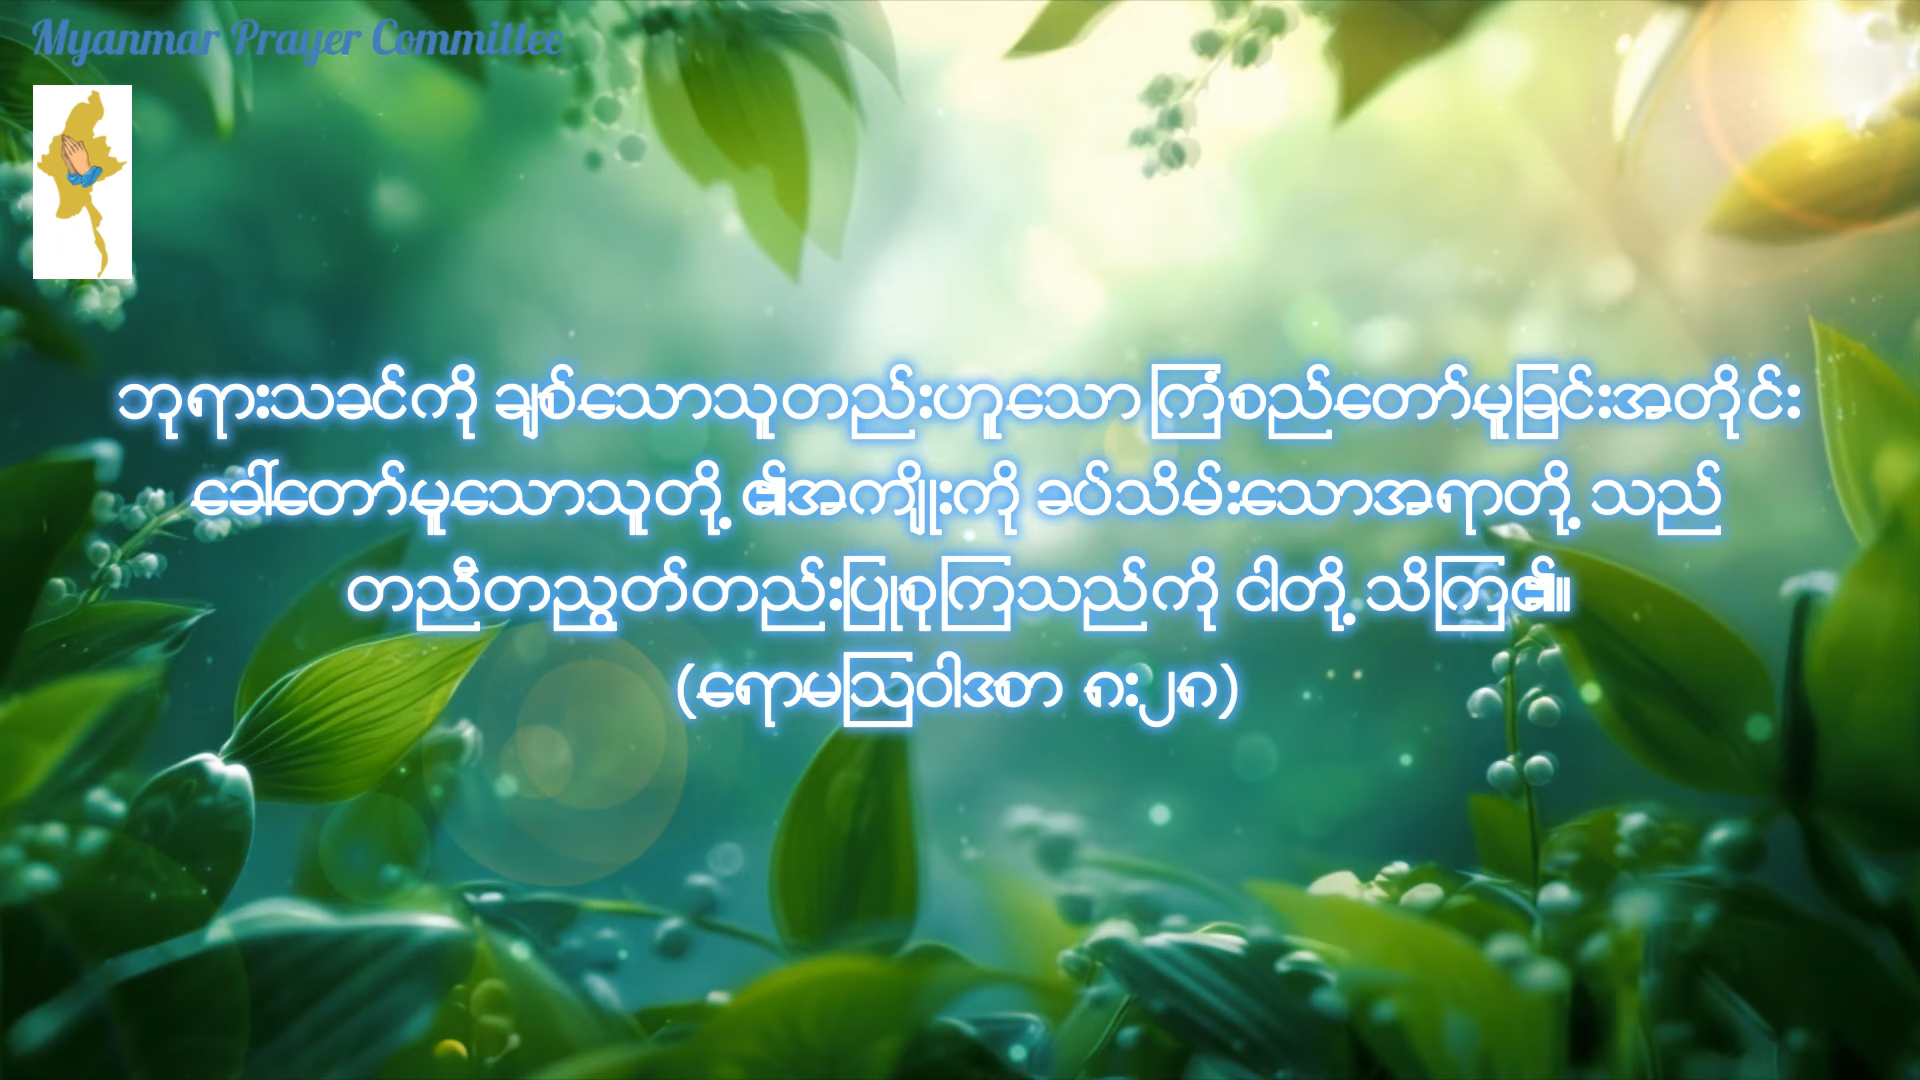 Myanmar Prayer Committee
ဘုရားသခင်ကို ချစ်သောသူတည်းဟူသော ကြံစည်တော်မူခြင်းအတိုင်း
ခေါ်တော်မူသောသူတို့ ၏အကျိုးကို ခပ်သိမ်းသောအရာတို့ သည်
တညီတညွတ်တည်းပြုစုကြသည်ကို ငါတို့ သိကြ၏။
(ရောမဩဝါဒစာ ၈:၂၈)